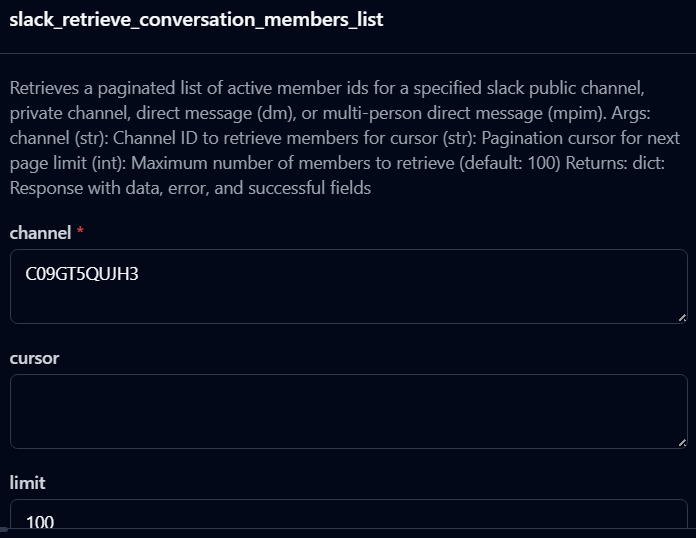 slack_retrieve_conversation_members_list
Retrieves a paginated list of active member ids for a specified slack public channel,
private channel, direct message (dm), or multi-person direct message (mpim). Args:
channel (str): Channel ID to retrieve members for cursor (str): Pagination cursor for next
page limit (int): Maximum number of members to retrieve (default: 100) Returns: dict:
Response with data, error, and successful fields
channel *
C09GT5QUJH3
cursor
limit
100